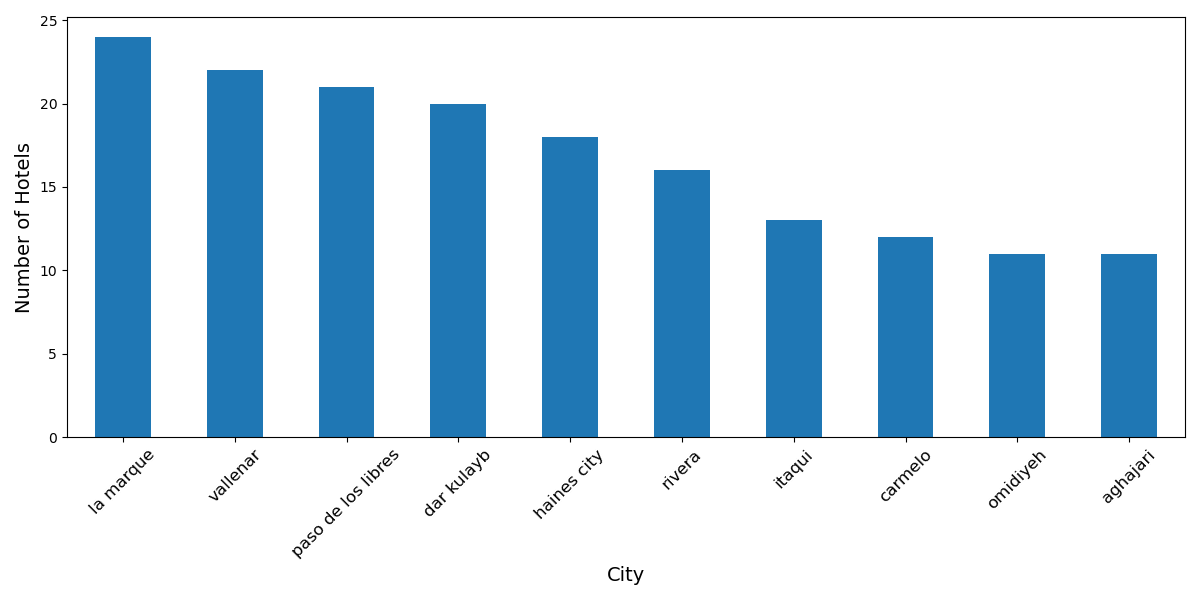 25
20
15
10
5
0
Number of Hotels
la marque
vallenar
paso de los libres
dar kulayb
haines city
rivera
itaqui
carmelo
omidiyeh
aghajari
City